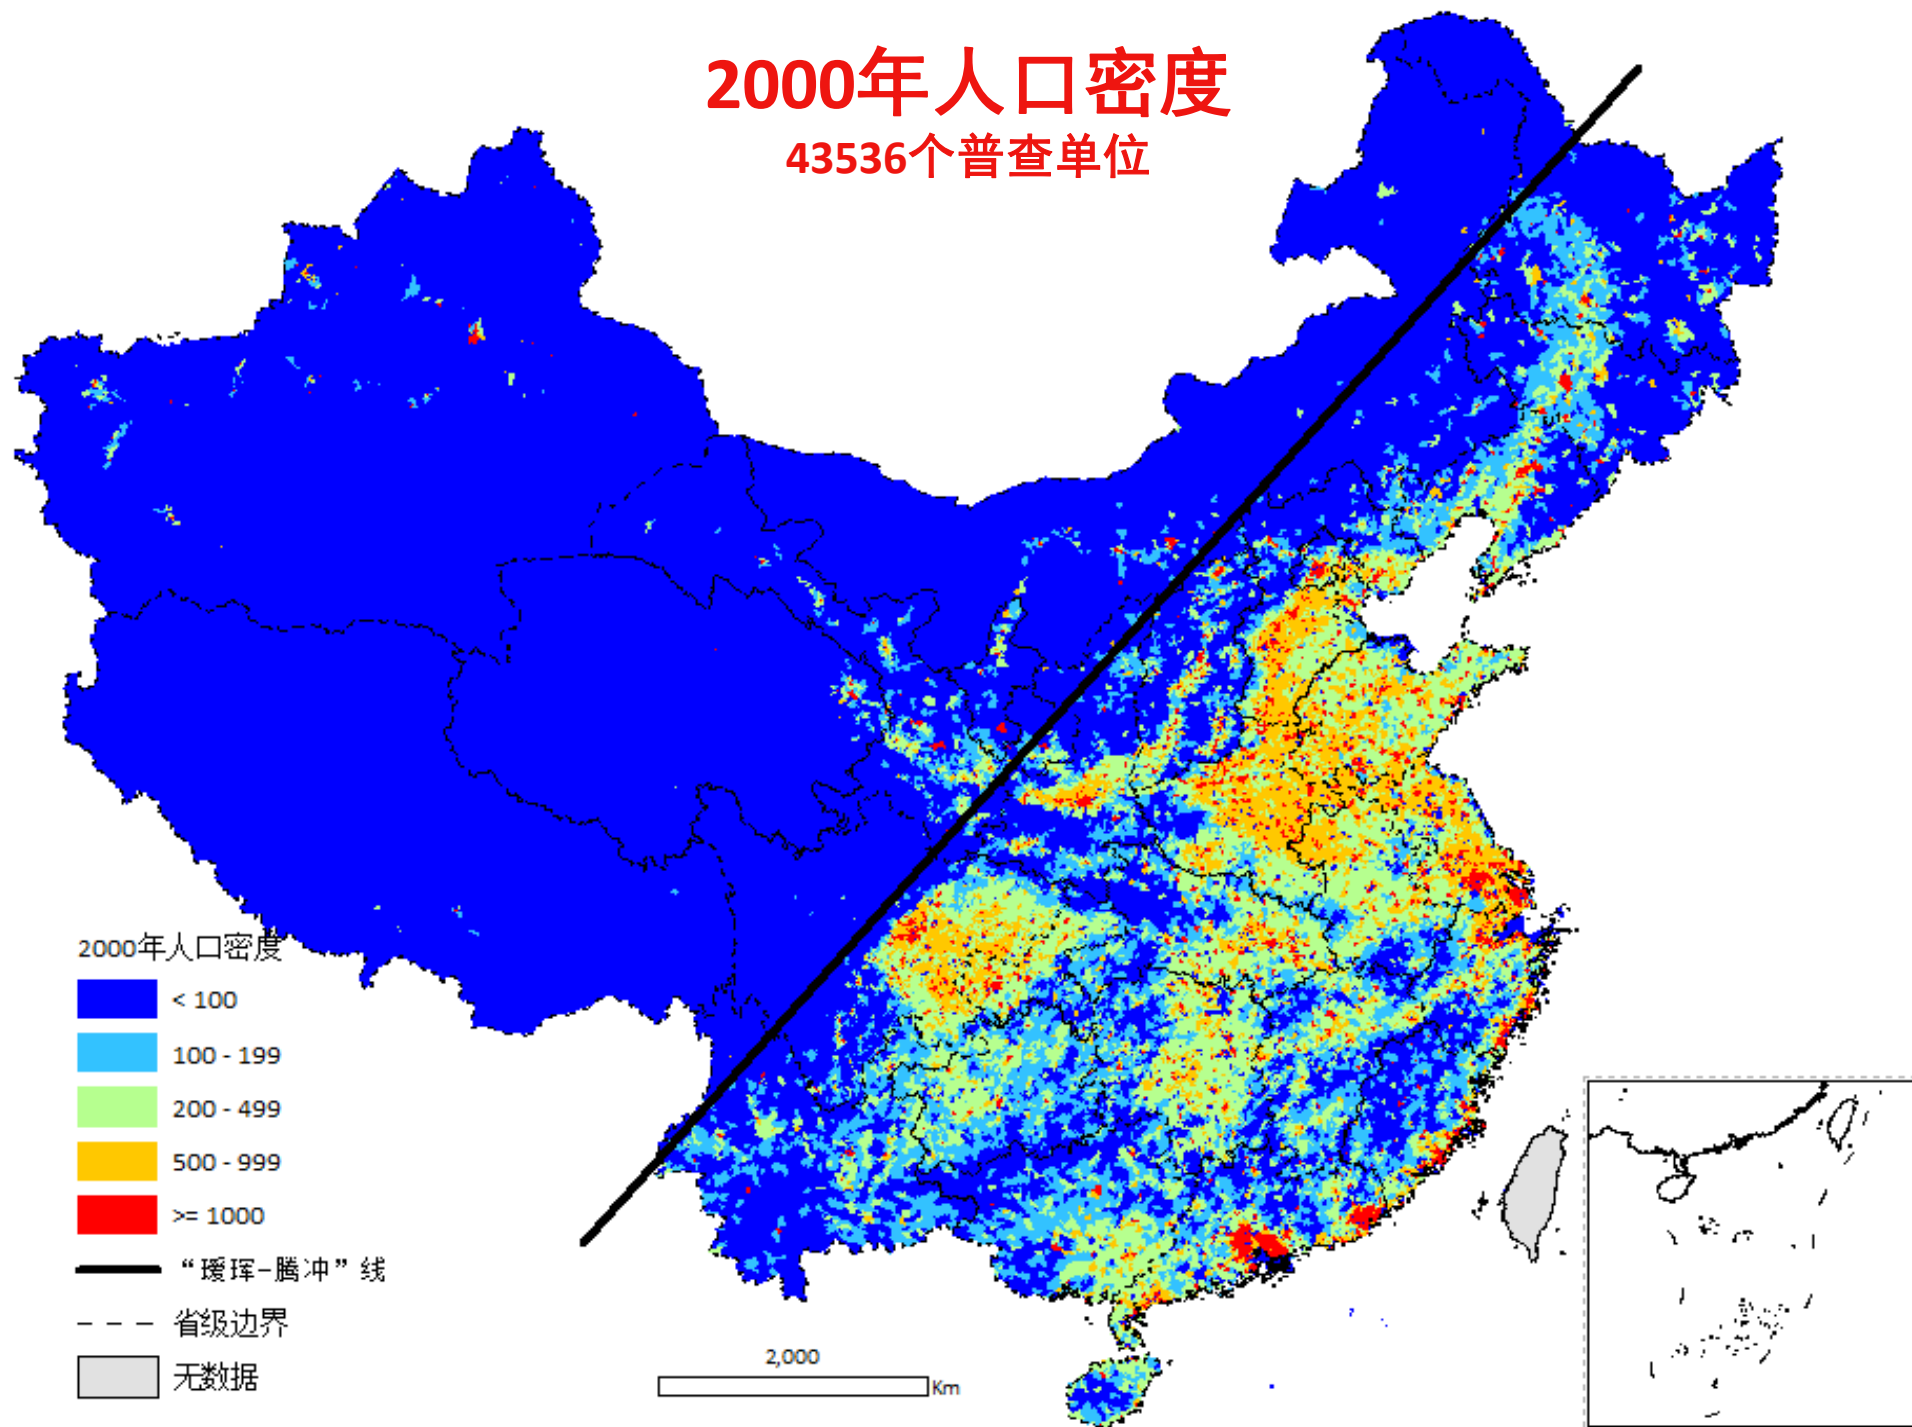 2000年人口密度
43536个普查单位
2000年人口密度
< 100
100 - 199
200 - 499
500 - 999
>= 1000
“瑷珲-腾冲” 线
省级边界
无数据
2,000
Km